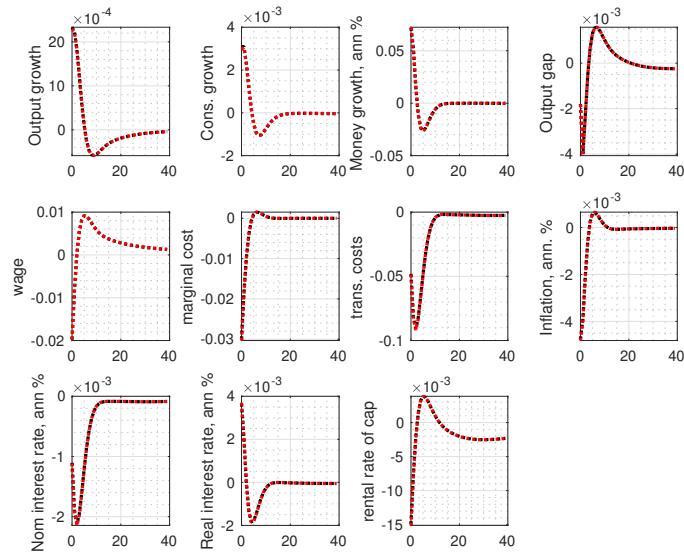 ×10^-4
Output growth
20
10
0
0 20 40
×10^-3
Cons. growth
4
2
0
-2
0 20 40
Money growth, ann %
0.05
0
-0.05
0 20 40
×10^-3
Output gap
0
-2
-4
0 20 40
wage
0.01
0
-0.01
-0.02
0 20 40
marginal cost
0
-0.01
-0.02
-0.03
0 20 40
trans. costs
0
-0.05
-0.1
0 20 40
×10^-3
Inflation, ann. %
0
-2
-4
0 20 40
×10^-3
Nom interest rate, ann %
0
-1
-2
0 20 40
×10^-3
Real interest rate, ann %
4
2
0
-2
0 20 40
×10^-3
rental rate of cap
0
-5
-10
-15
0 20 40